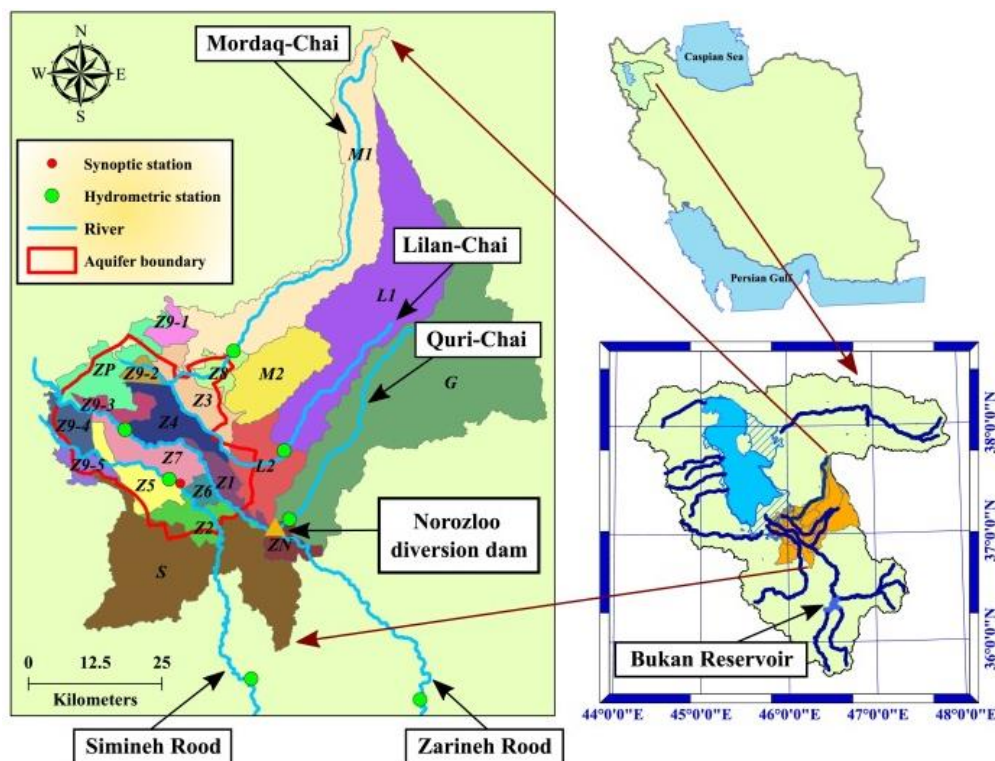 Mordaq-Chai
N
W
E
S
Synoptic station
Hydrometric station
River
Aquifer boundary
M1
Lilan-Chai
L1
Quri-Chai
Z9-1
ZP
Z9-2
Z8
M2
G
Z3
Z9-3
Z4
Z9-4
Z7
L2
Z9-5
Z1
Z5
Z6
Z2
ZN
Norozloo
diversion dam
S
0
12.5
25
Kilometers
Simineh Rood
Zarineh Rood
Caspian Sea
Persian Gulf
38°0'0"N
37°0'0"N
36°0'0"N
Bukan Reservoir
44°0'0"E
45°0'0"E
46°0'0"E
47°0'0"E
48°0'0"E